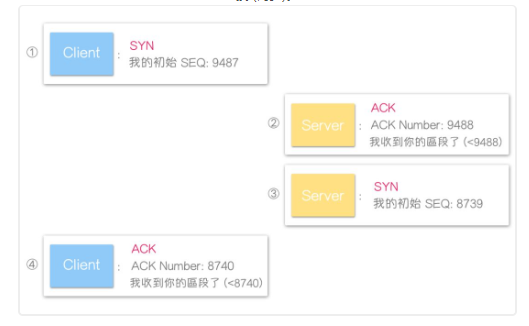 ①
Client
:
SYN
我的初始 SEQ: 9487
②
Server
:
ACK
ACK Number: 9488
我收到你的區段了 (<9488)
③
Server
:
SYN
我的初始 SEQ: 8739
④
Client
:
ACK
ACK Number: 8740
我收到你的區段了 (<8740)